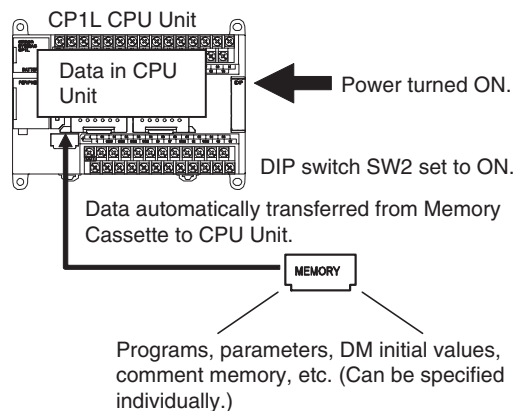 CP1L CPU Unit
Data in CPU
Unit
Power turned ON.
DIP switch SW2 set to ON.
Data automatically transferred from Memory
Cassette to CPU Unit.
MEMORY
Programs, parameters, DM initial values,
comment memory, etc. (Can be specified
individually.)